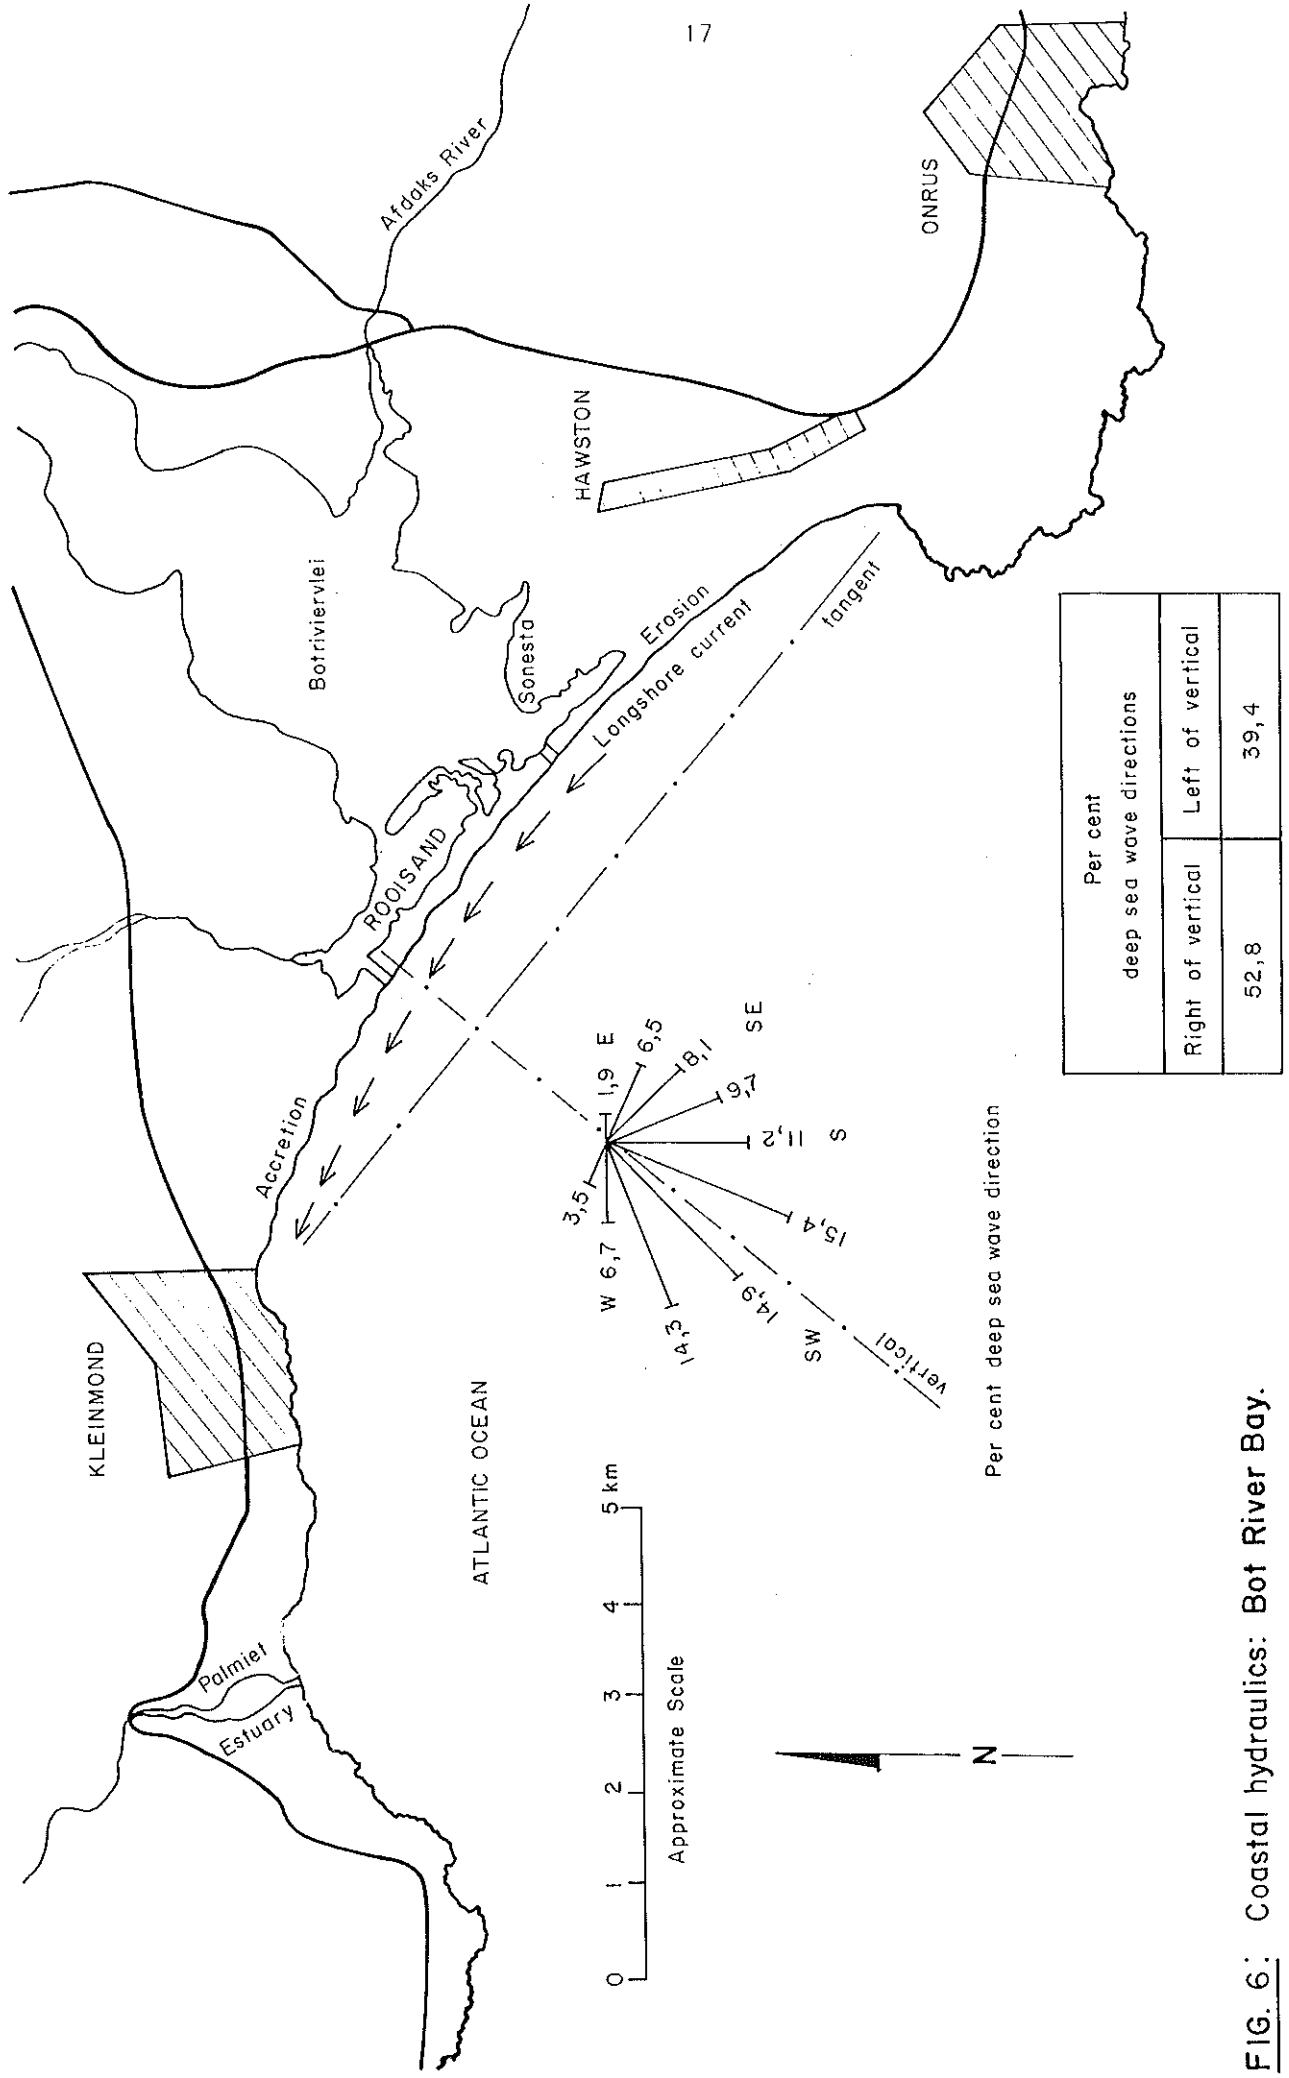 17
KLEINMOND
Palmiet
Estuary
ATLANTIC OCEAN
Accretion
ROOISAND
Botriviervlei
Sonesta
Afdaks River
HAWSTON
ONRUS
Erosion
Longshore current
tangent
vertical
W 6,7
3,5
1,9 E
6,5
8,1
SE
9,7
11,2
S
15,4
14,9
SW
14,3
Per cent deep sea wave direction
0 1 2 3 4 5 km
Approximate Scale
N
Per cent
deep sea wave directions
Right of vertical Left of vertical
52,8 39,4
FIG. 6: Coastal hydraulics: Bot River Bay.